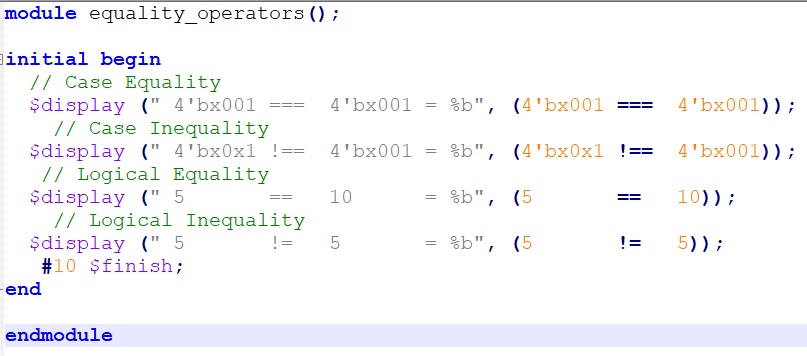 module equality_operators();
initial begin
// Case Equality
$display (" 4'bx001 ===  4'bx001 = %b", (4'bx001 ===  4'bx001));
// Case Inequality
$display (" 4'bx0x1 !==  4'bx001 = %b", (4'bx0x1 !==  4'bx001));
// Logical Equality
$display (" 5       ==   10      = %b", (5       ==   10));
// Logical Inequality
$display (" 5       !=   5       = %b", (5       !=   5));
#10 $finish;
end
endmodule